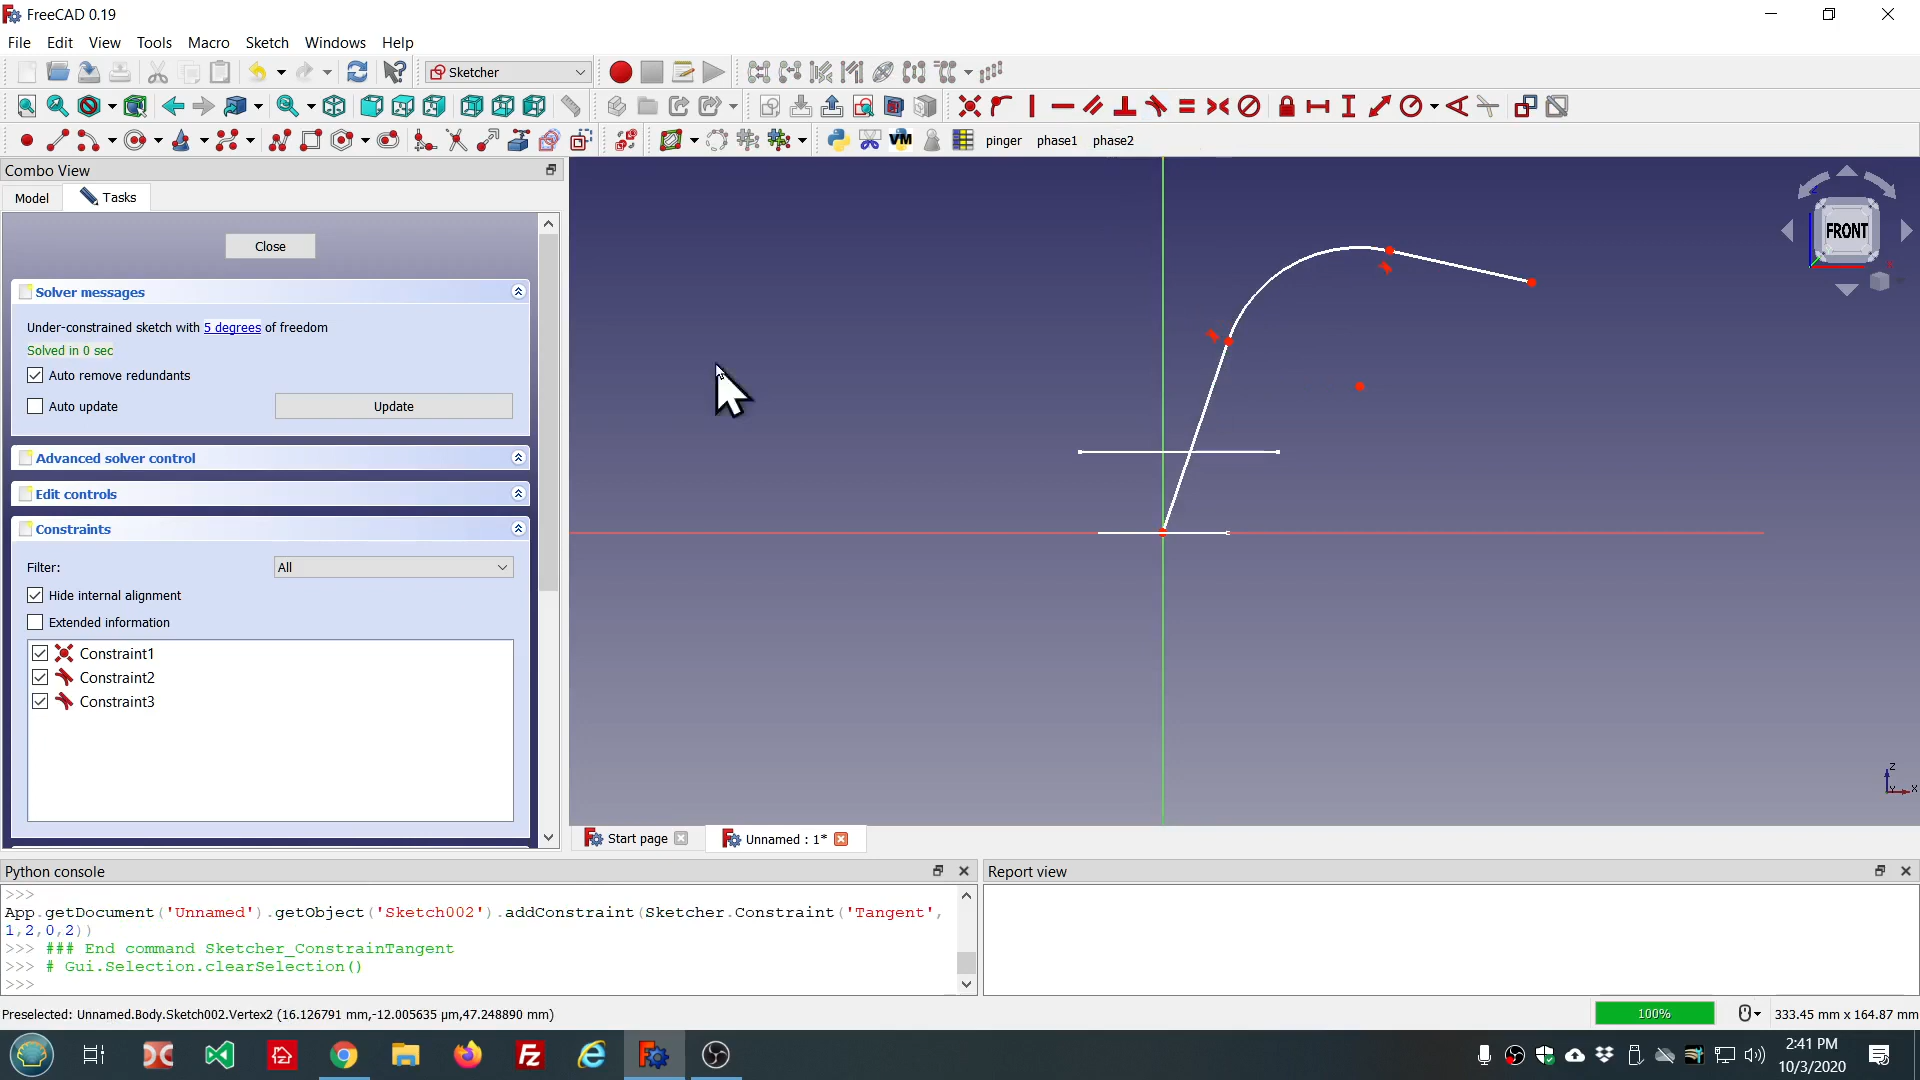 FreeCAD 0.19
File Edit View Tools Macro Sketch Windows Help
Sketcher
VM pinger phase1 phase2
Combo View
Model Tasks
Close
Solver messages
Under-constrained sketch with 5 degrees of freedom
Solved in 0 sec
Auto remove redundants
Auto update Update
Advanced solver control
Edit controls
Constraints
Filter: All
Hide internal alignment
Extended information
Constraint1
Constraint2
Constraint3
FRONT
Z
Y X
Start page Unnamed : 1*
Python console
>>>
App.getDocument('Unnamed').getObject('Sketch002').addConstraint(Sketcher.Constraint('Tangent',
1,2,0,2))
>>> ### End command Sketcher_ConstrainTangent
>>> # Gui.Selection.clearSelection()
>>>
Report view
Preselected: Unnamed.Body.Sketch002.Vertex2 (16.126791 mm,-12.005635 µm,47.248890 mm)
100%
333.45 mm x 164.87 mm
2:41 PM
10/3/2020